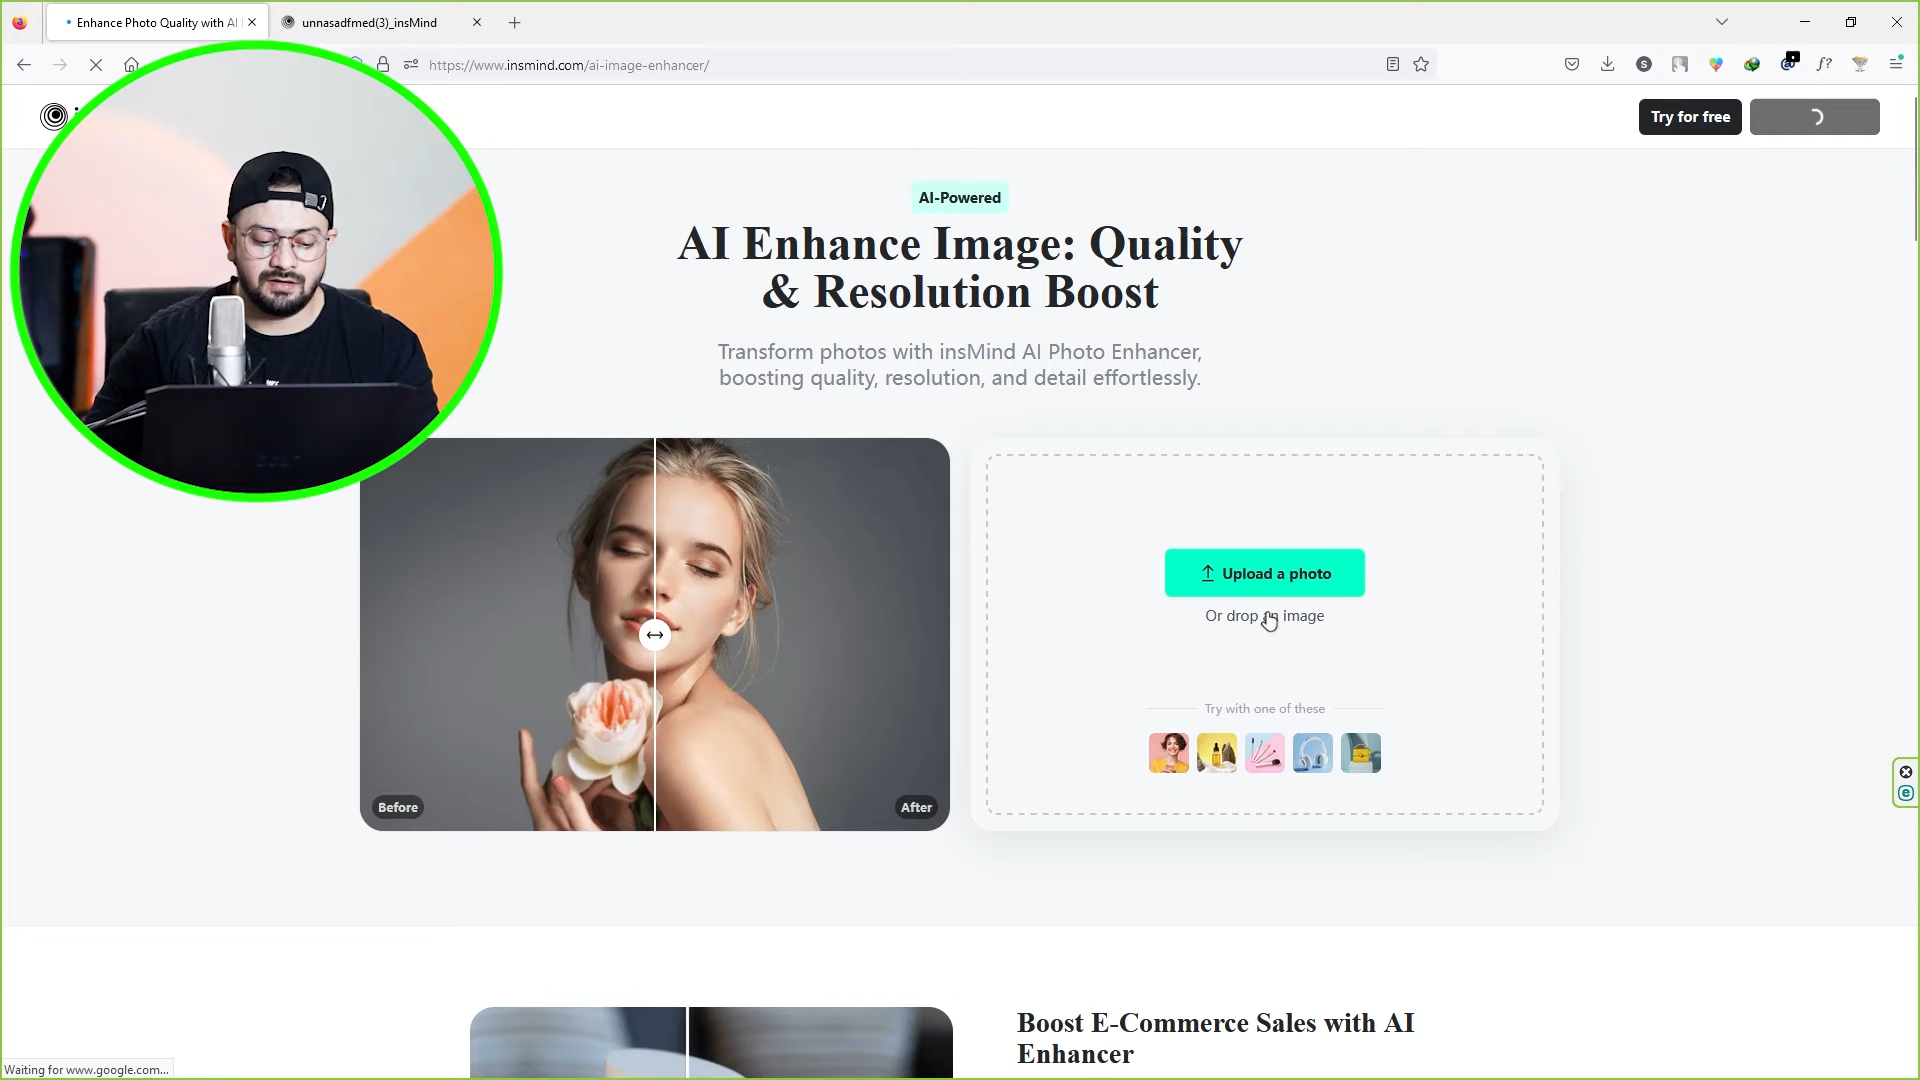 Enhance Photo Quality with AI
unnasadfmed(3)_insMind
https://www.insmind.com/ai-image-enhancer/
Try for free
AI-Powered
AI Enhance Image: Quality
& Resolution Boost
Transform photos with insMind AI Photo Enhancer,
boosting quality, resolution, and detail effortlessly.
Before
After
Upload a photo
Or drop an image
Try with one of these
Boost E-Commerce Sales with AI
Enhancer
Waiting for www.google.com...